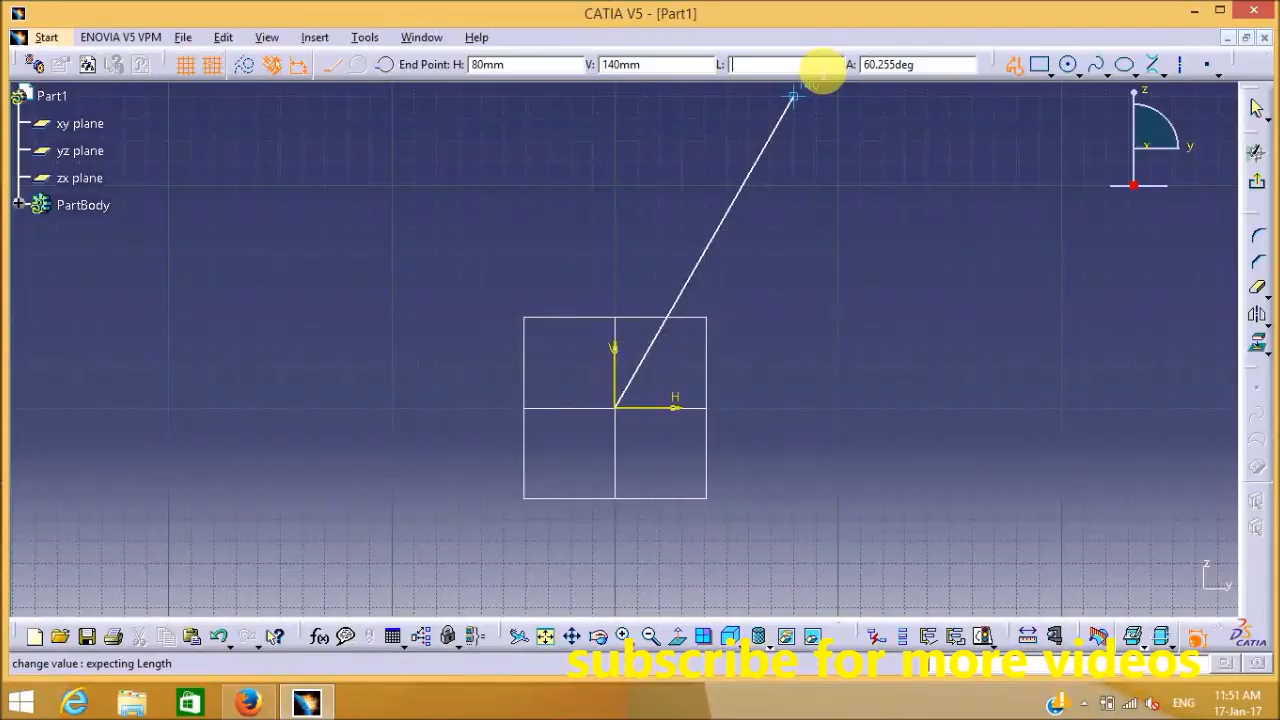 CATIA V5 - [Part1]
Start ENOVIA V5 VPM File Edit View Insert Tools Window Help
End Point: H: 80mm V: 140mm L: A: 60.255deg
Part1
xy plane
yz plane
zx plane
PartBody
z
x y
V
H
z
y
f(x)
CATIA
change value : expecting Length
subscribe for more videos
ENG
11:51 AM
17-Jan-17